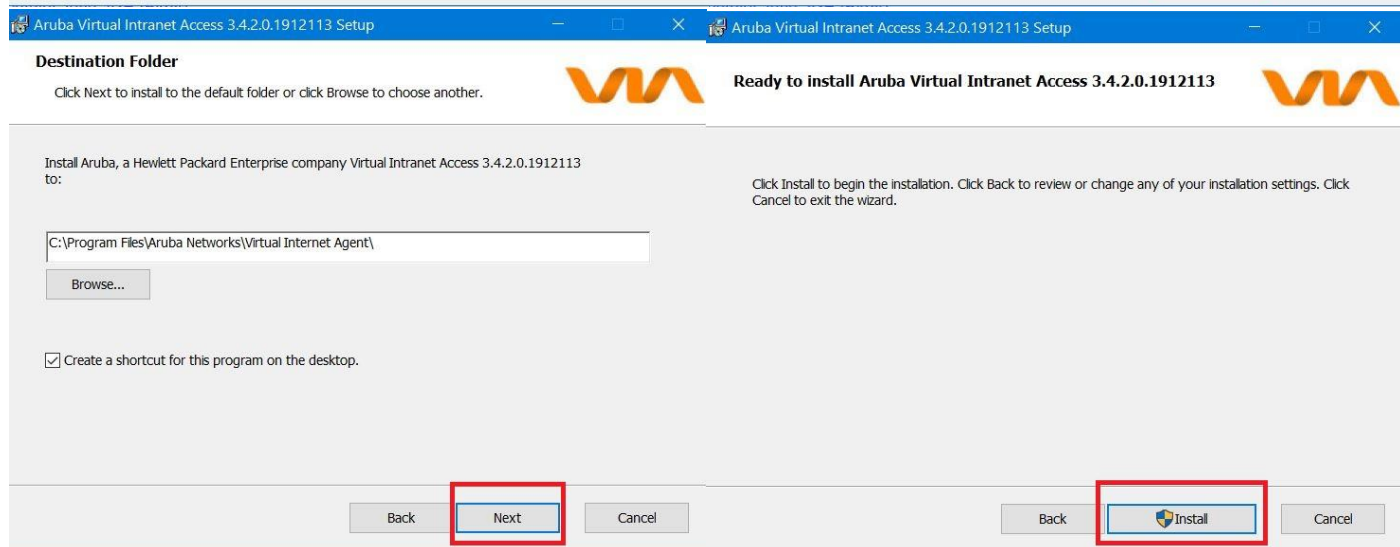 Aruba Virtual Intranet Access 3.4.2.0.1912113 Setup
Destination Folder
Click Next to install to the default folder or click Browse to choose another.
VIA
Install Aruba, a Hewlett Packard Enterprise company Virtual Intranet Access 3.4.2.0.1912113
to:
C:\Program Files\Aruba Networks\Virtual Internet Agent\
Browse...
Create a shortcut for this program on the desktop.
Back
Next
Cancel
Aruba Virtual Intranet Access 3.4.2.0.1912113 Setup
Ready to install Aruba Virtual Intranet Access 3.4.2.0.1912113
VIA
Click Install to begin the installation. Click Back to review or change any of your installation settings. Click
Cancel to exit the wizard.
Back
Install
Cancel